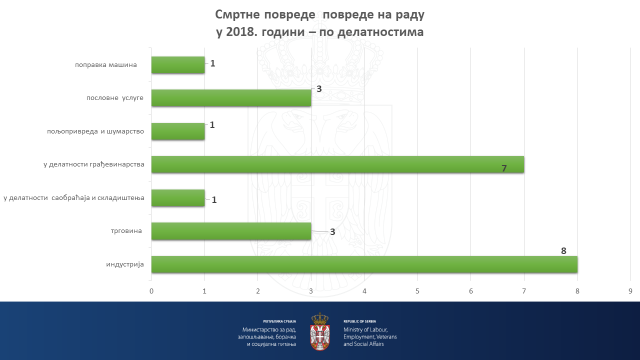 Смртне повреде повреде на раду
у 2018. години – по делатностима
поправка машина 1
пословне услуге 3
пољопривреда и шумарство 1
у делатности грађевинарства 7
у делатности саобраћаја и складиштења 1
трговина 3
индустрија 8
0 1 2 3 4 5 6 7 8 9
РЕПУБЛИКА СРБИЈА
Министарство за рад,
запошљавање, борачка
и социјална питања
REPUBLIC OF SERBIA
Ministry of Labour,
Employment, Veterans
and Social Affairs